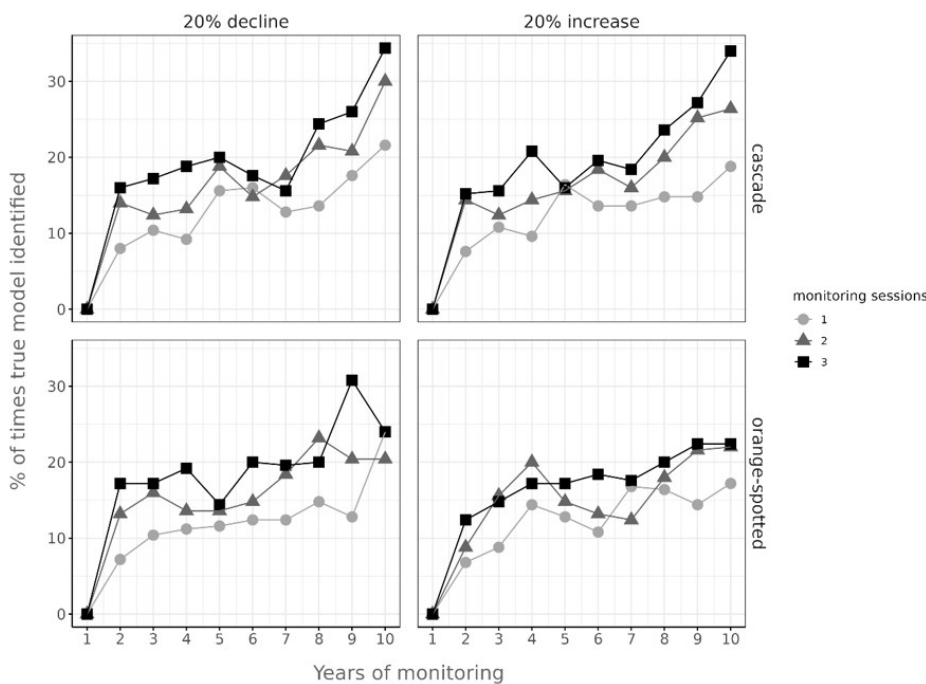 20% decline
20% increase
% of times true model identified
30
20
10
0
cascade
30
20
10
0
orange-spotted
1 2 3 4 5 6 7 8 9 10
1 2 3 4 5 6 7 8 9 10
Years of monitoring
monitoring sessions
1
2
3